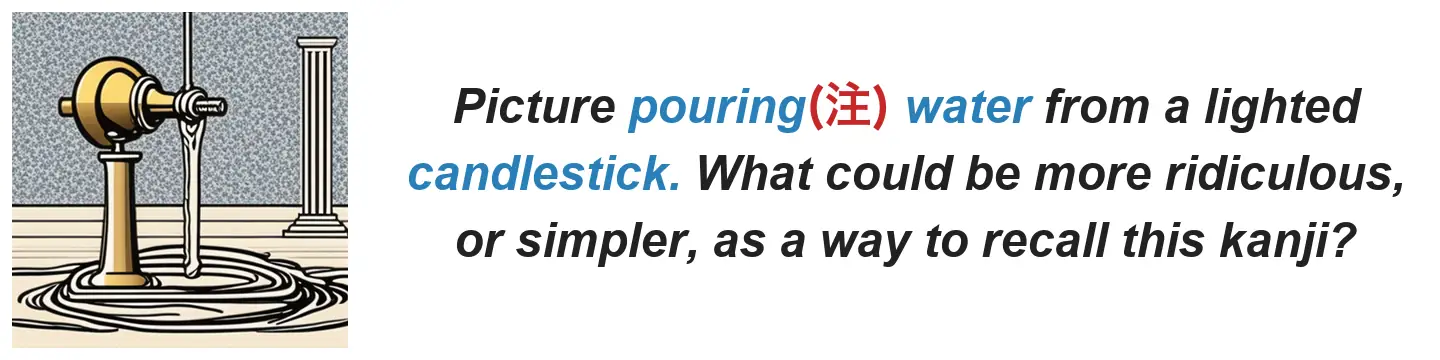 Picture pouring(注) water from a lighted
candlestick. What could be more ridiculous,
or simpler, as a way to recall this kanji?